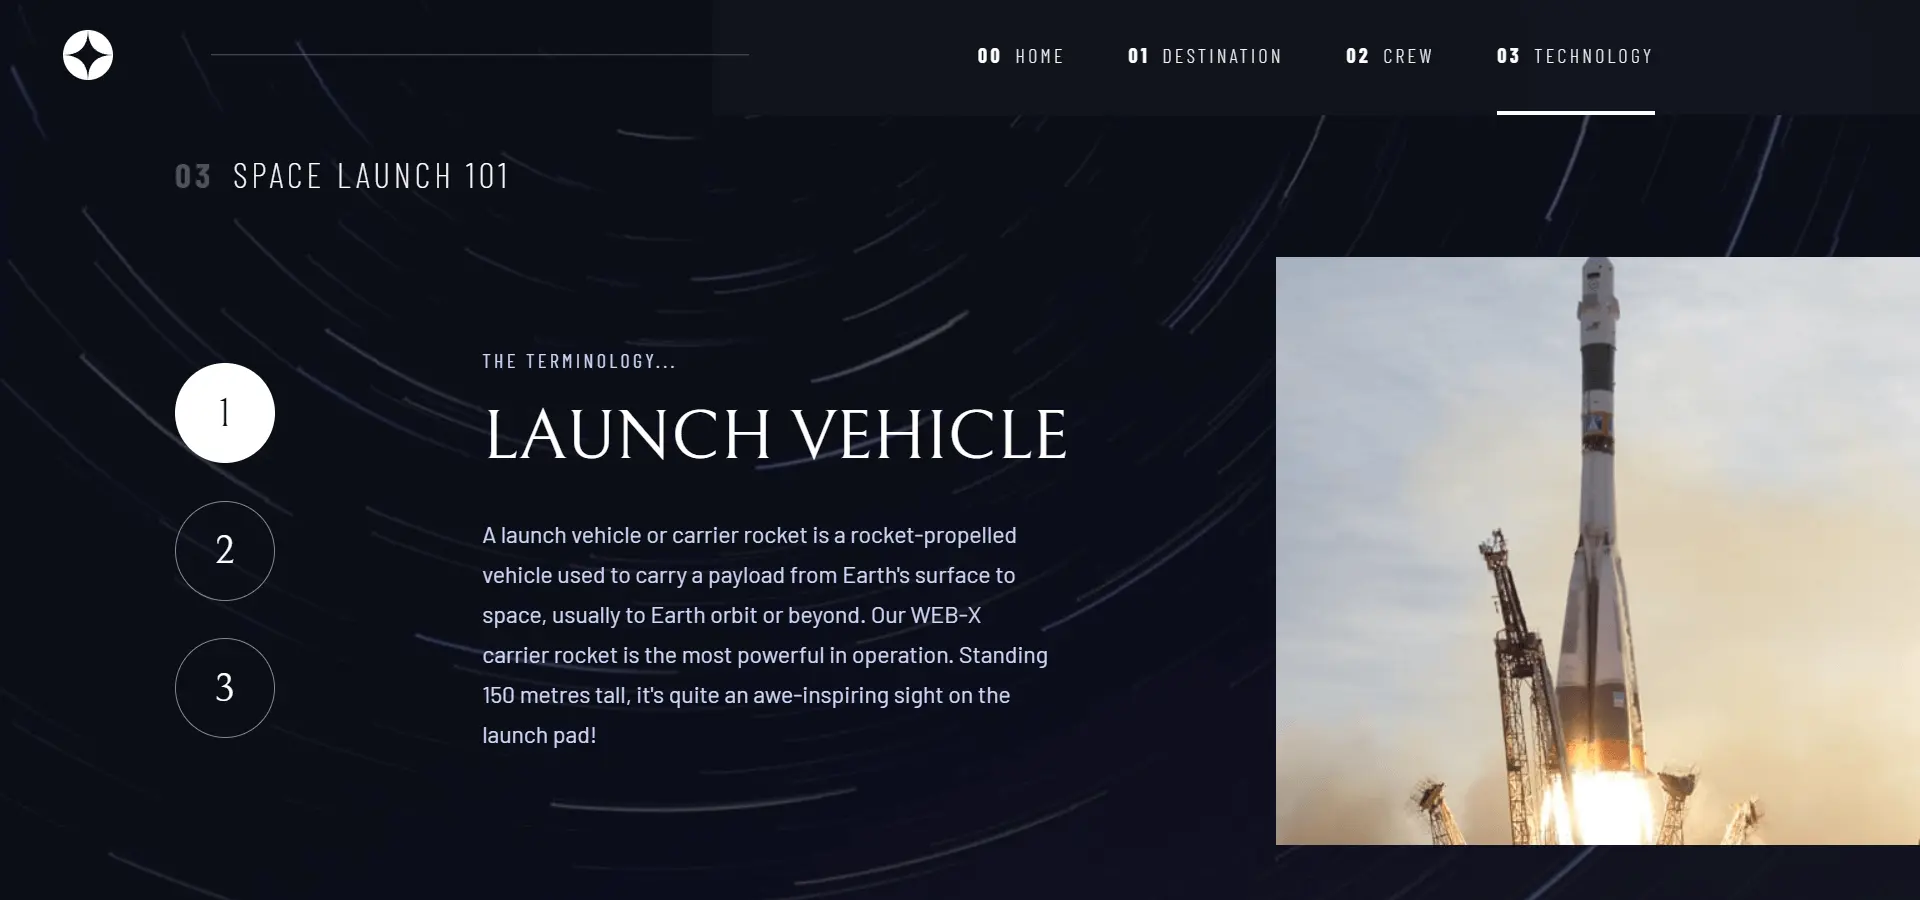 00 HOME 01 DESTINATION 02 CREW 03 TECHNOLOGY
03 SPACE LAUNCH 101
1
2
3
THE TERMINOLOGY...
LAUNCH VEHICLE
A launch vehicle or carrier rocket is a rocket-propelled
vehicle used to carry a payload from Earth's surface to
space, usually to Earth orbit or beyond. Our WEB-X
carrier rocket is the most powerful in operation. Standing
150 metres tall, it's quite an awe-inspiring sight on the
launch pad!